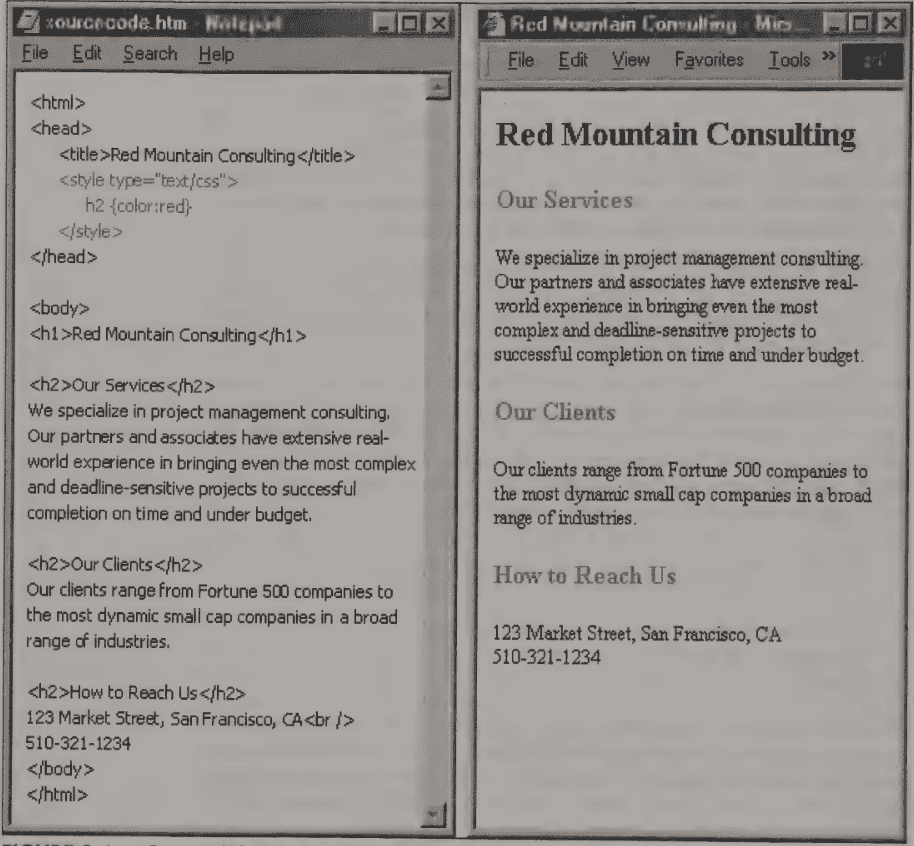 sourcecode.htm - Notepad
File Edit Search Help
<html>
<head>
<title>Red Mountain Consulting</title>
<style type="text/css">
h2 {color:red}
</style>
</head>
<body>
<h1>Red Mountain Consulting</h1>
<h2>Our Services</h2>
We specialize in project management consulting.
Our partners and associates have extensive real-
world experience in bringing even the most complex
and deadline-sensitive projects to successful
completion on time and under budget.
<h2>Our Clients</h2>
Our clients range from Fortune 500 companies to
the most dynamic small cap companies in a broad
range of industries.
<h2>How to Reach Us</h2>
123 Market Street, San Francisco, CA<br />
510-321-1234
</body>
</html>
Red Mountain Consulting - Mics...
File Edit View Favorites Tools »
Red Mountain Consulting
Our Services
We specialize in project management consulting.
Our partners and associates have extensive real-
world experience in bringing even the most
complex and deadline-sensitive projects to
successful completion on time and under budget.
Our Clients
Our clients range from Fortune 500 companies to
the most dynamic small cap companies in a broad
range of industries.
How to Reach Us
123 Market Street, San Francisco, CA
510-321-1234